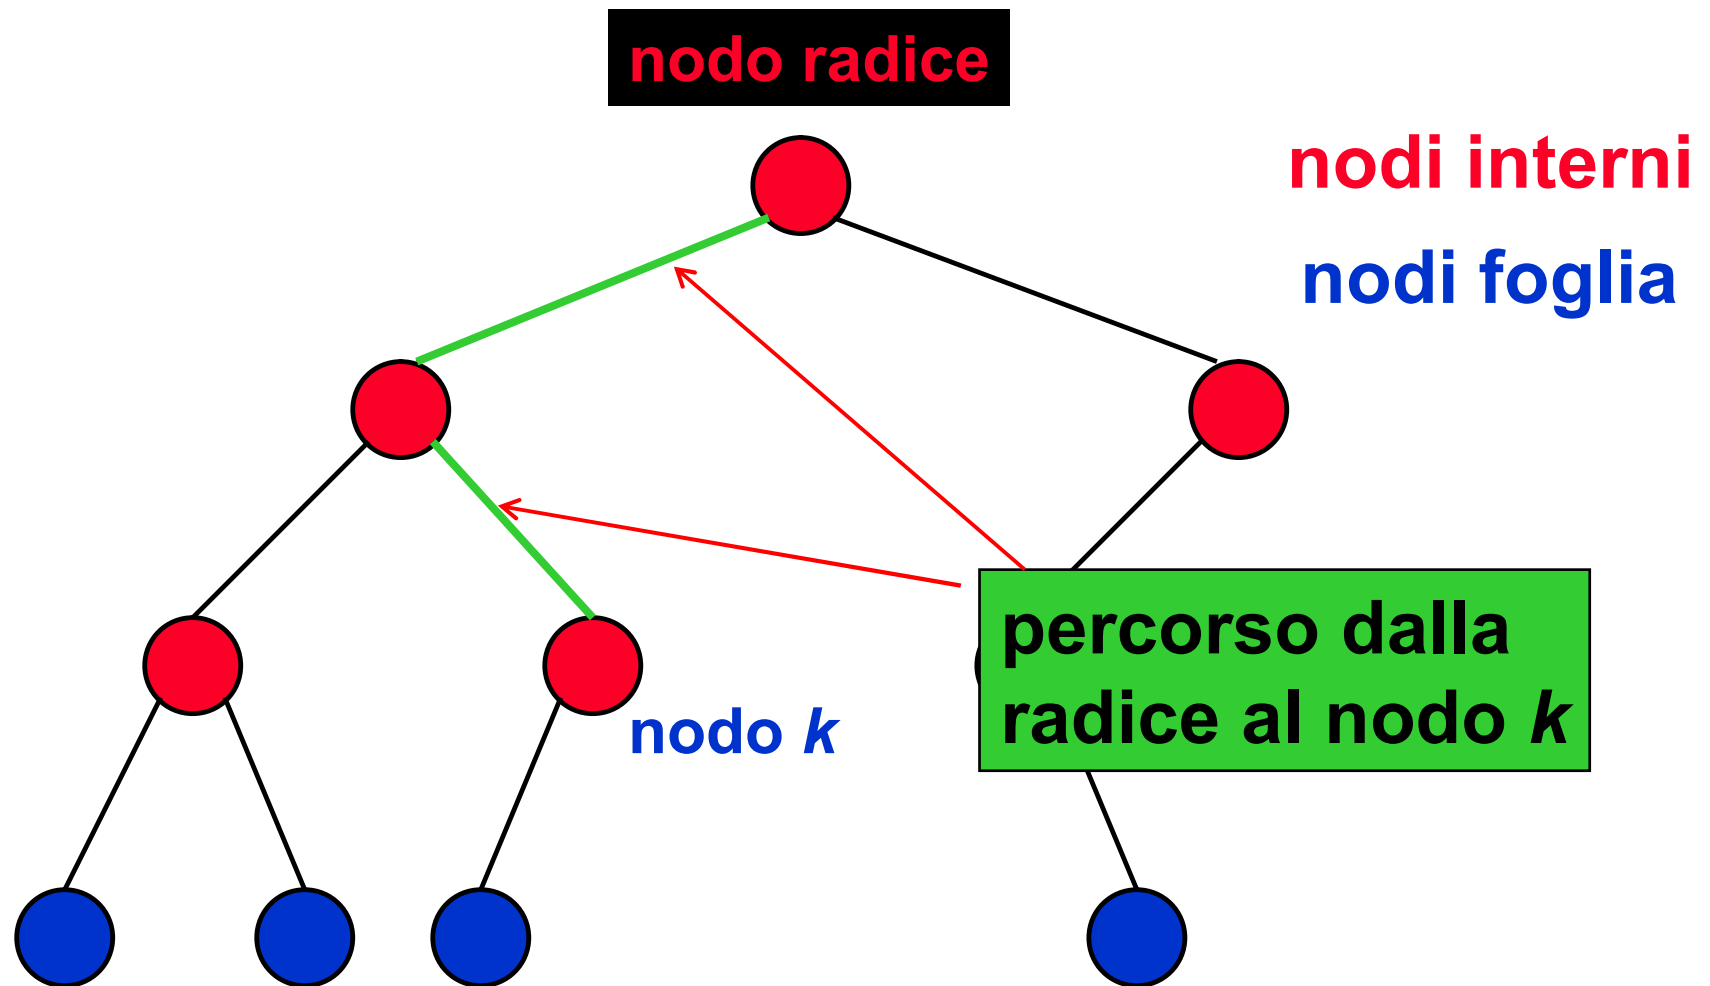 nodo radice
nodi interni
nodi foglia
percorso dalla
radice al nodo k
nodo k